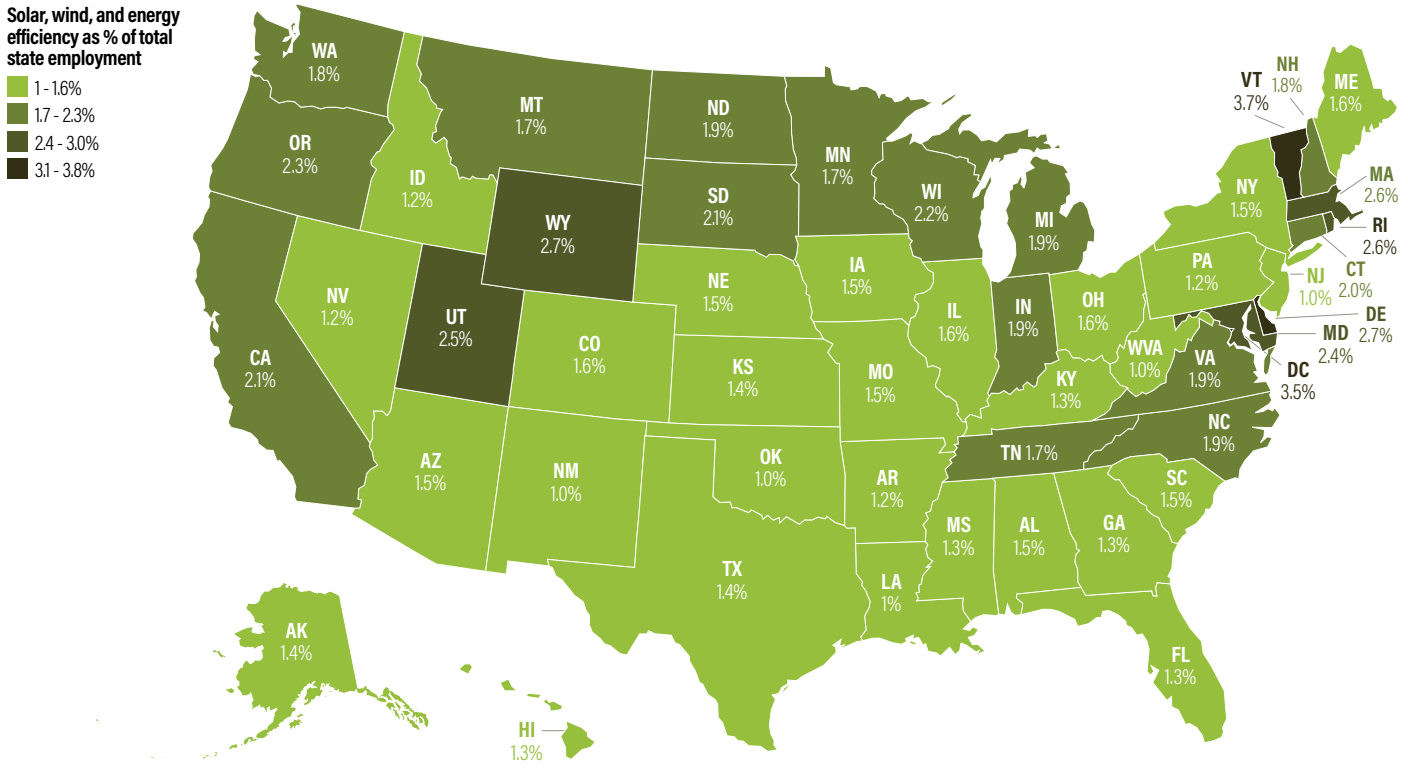 Solar, wind, and energy
efficiency as % of total
state employment
1 - 1.6%
1.7 - 2.3%
2.4 - 3.0%
3.1 - 3.8%
WA
1.8%
OR
2.3%
CA
2.1%
ID
1.2%
NV
1.2%
MT
1.7%
WY
2.7%
UT
2.5%
AZ
1.5%
CO
1.6%
NM
1.0%
ND
1.9%
SD
2.1%
NE
1.5%
KS
1.4%
OK
1.0%
TX
1.4%
MN
1.7%
IA
1.5%
MO
1.5%
AR
1.2%
LA
1%
WI
2.2%
IL
1.6%
MI
1.9%
IN
1.9%
OH
1.6%
KY
1.3%
TN 1.7%
MS
1.3%
AL
1.5%
GA
1.3%
FL
1.3%
SC
1.5%
NC
1.9%
VA
1.9%
WVA
1.0%
PA
1.2%
NY
1.5%
VT
3.7%
NH
1.8%
ME
1.6%
MA
2.6%
RI
2.6%
CT
2.0%
NJ
1.0%
DE
2.7%
MD
2.4%
DC
3.5%
AK
1.4%
HI
1.3%